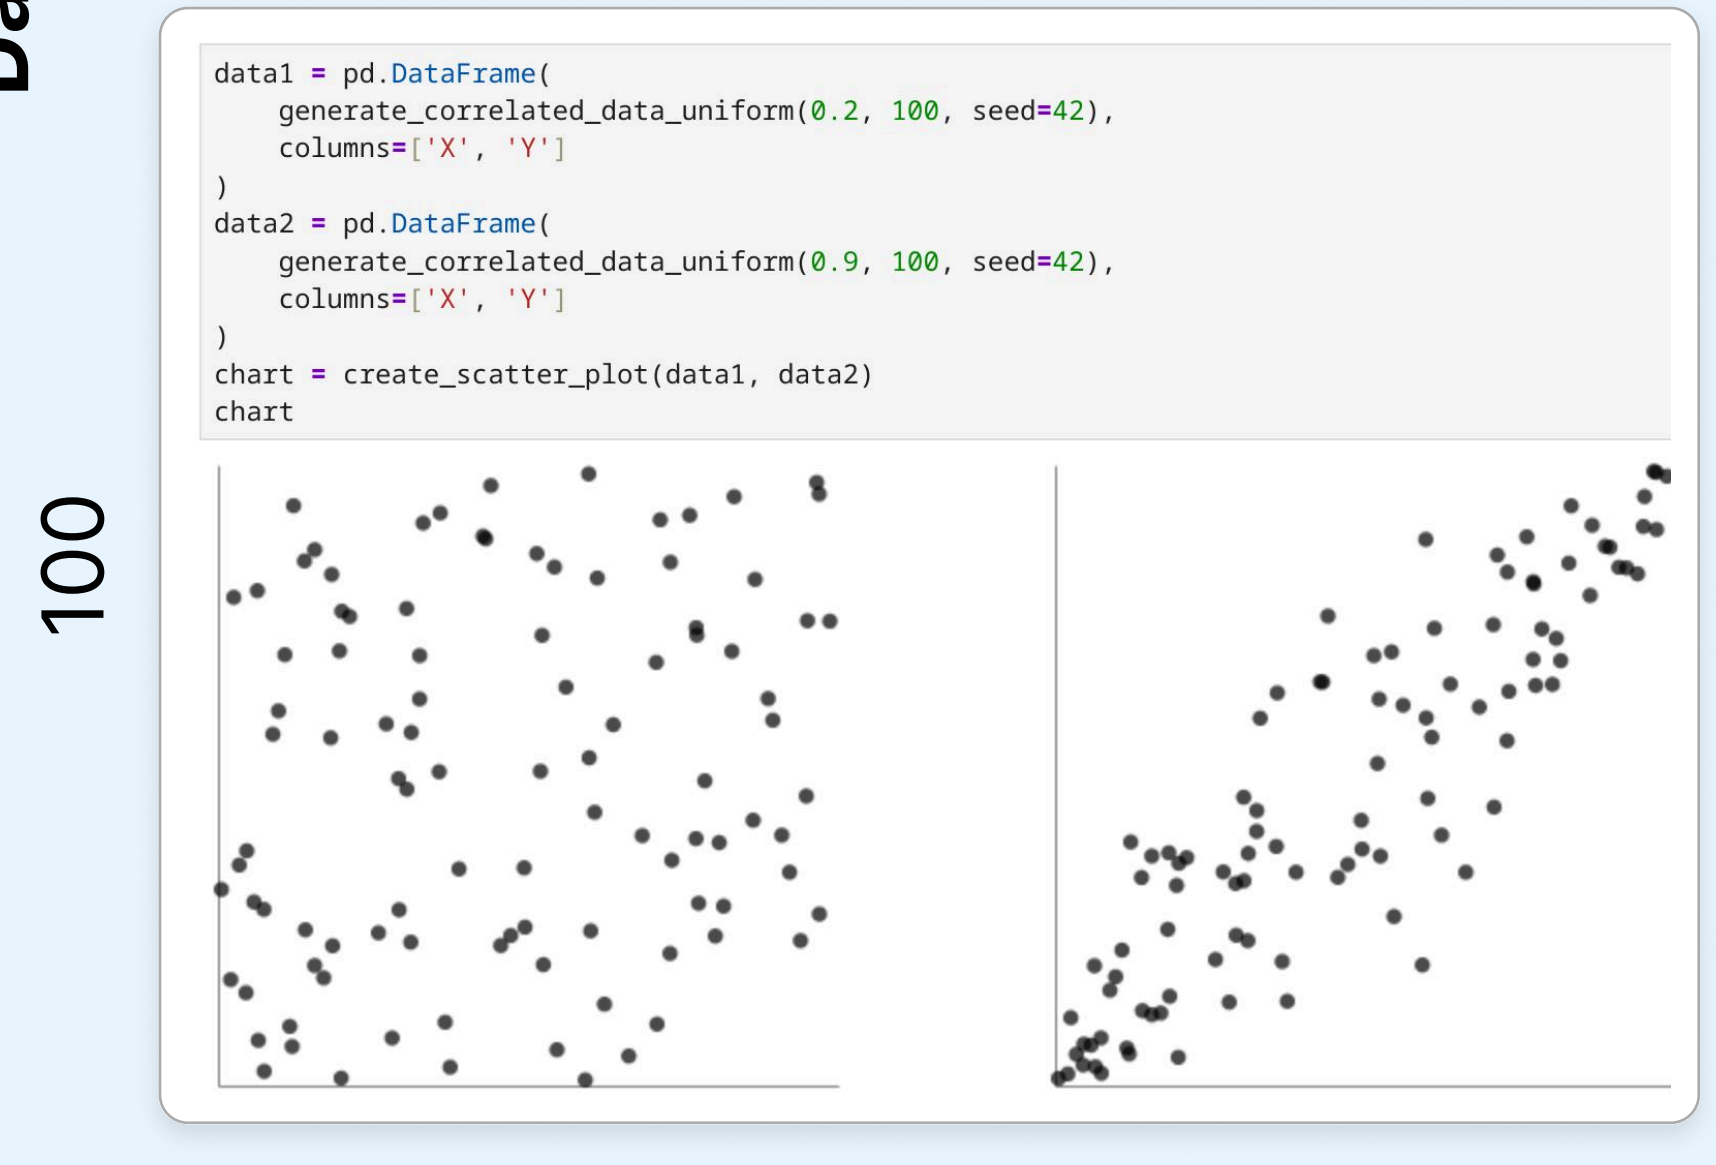 Da
data1 = pd.DataFrame(
    generate_correlated_data_uniform(0.2, 100, seed=42),
    columns=['X', 'Y']
)
data2 = pd.DataFrame(
    generate_correlated_data_uniform(0.9, 100, seed=42),
    columns=['X', 'Y']
)
chart = create_scatter_plot(data1, data2)
chart
100